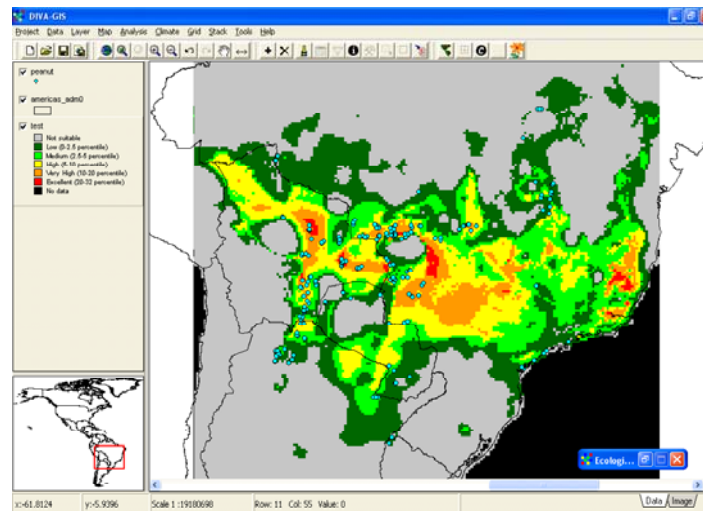 DIVA-GIS
Project Data Layer Map Analysis Climate Grid Stack Tools Help
peanut
americas_adm0
test
Not suitable
Low (0-2.5 percentile)
Medium (2.5-5 percentile)
High (5-10 percentile)
Very High (10-20 percentile)
Excellent (20-32 percentile)
No data
Ecologi...
x:-61.8124 y:-5.9396 Scale 1 :19180698 Row: 11 Col: 55 Value: 0 Data Image